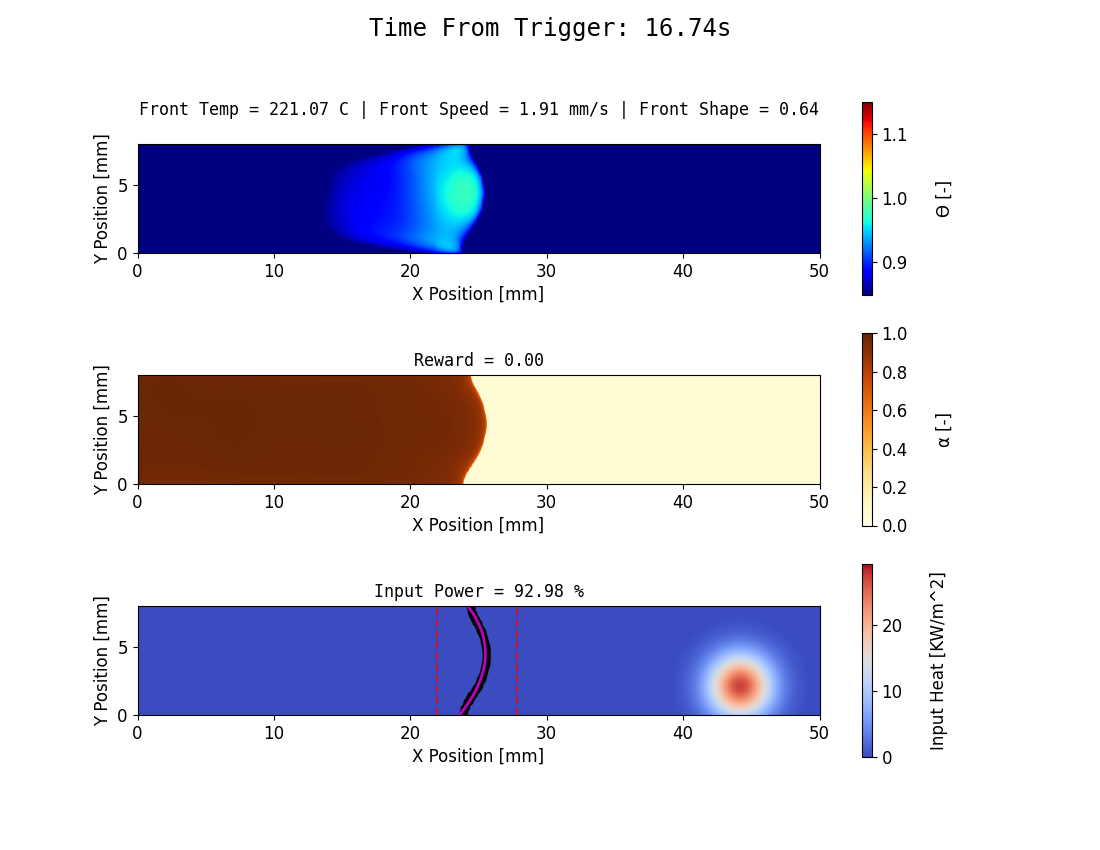 Time From Trigger: 16.74s
Front Temp = 221.07 C | Front Speed = 1.91 mm/s | Front Shape = 0.64
Y Position [mm]
5
0
0 10 20 30 40 50
X Position [mm]
1.1
1.0
0.9
Θ [-]
Reward = 0.00
Y Position [mm]
5
0
0 10 20 30 40 50
X Position [mm]
1.0
0.8
0.6
0.4
0.2
0.0
α [-]
Input Power = 92.98 %
Y Position [mm]
5
0
0 10 20 30 40 50
X Position [mm]
20
10
0
Input Heat [KW/m^2]